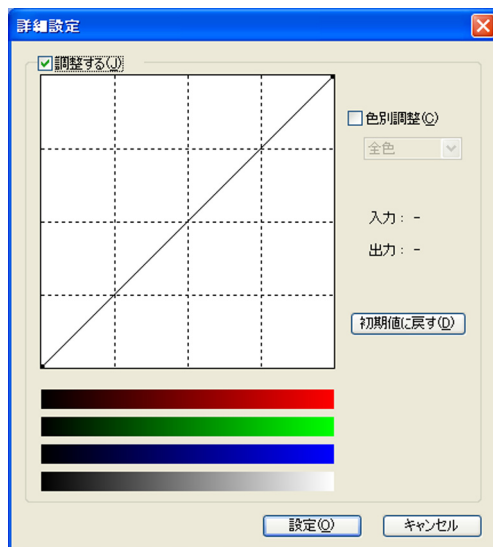 詳細設定
調整する(J)
色別調整(C)
全色
入力: -
出力: -
初期値に戻す(D)
設定(O)
キャンセル